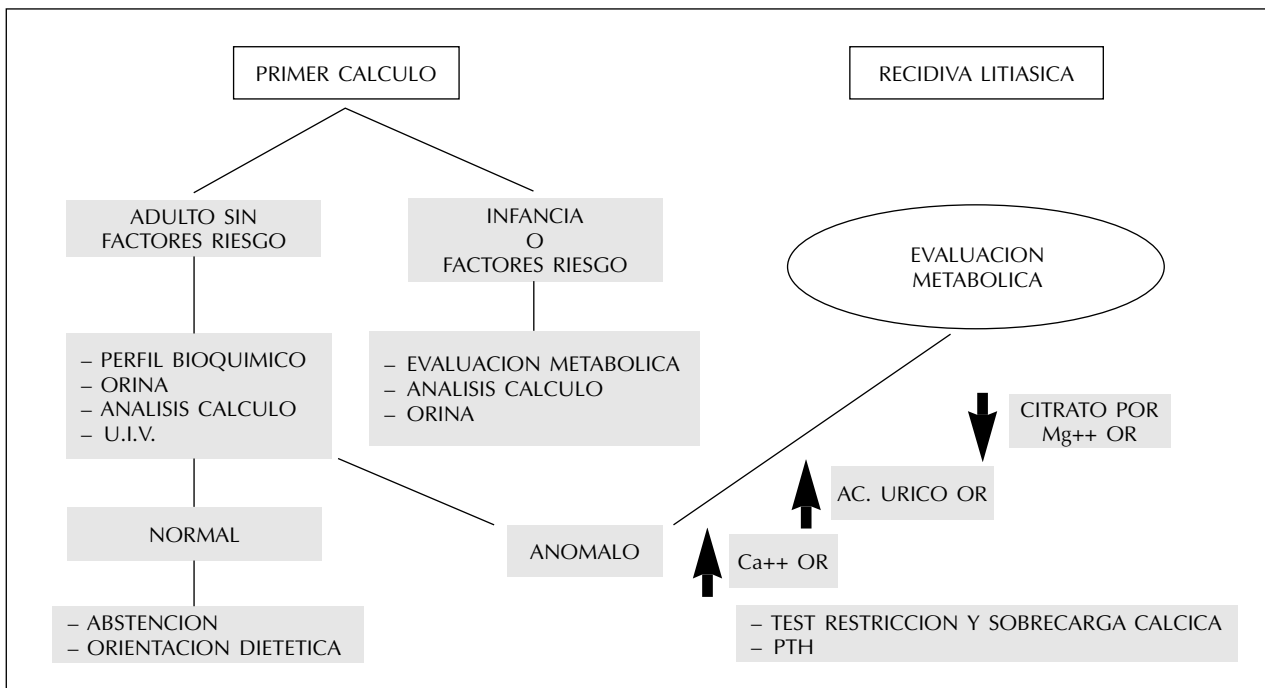 PRIMER CALCULO
RECIDIVA LITIASICA
ADULTO SIN
FACTORES RIESGO
INFANCIA
O
FACTORES RIESGO
EVALUACION
METABOLICA
– PERFIL BIOQUIMICO
– ORINA
– ANALISIS CALCULO
– U.I.V.
– EVALUACION METABOLICA
– ANALISIS CALCULO
– ORINA
CITRATO POR
Mg++ OR
AC. URICO OR
NORMAL
ANOMALO
Ca++ OR
– ABSTENCION
– ORIENTACION DIETETICA
– TEST RESTRICCION Y SOBRECARGA CALCICA
– PTH